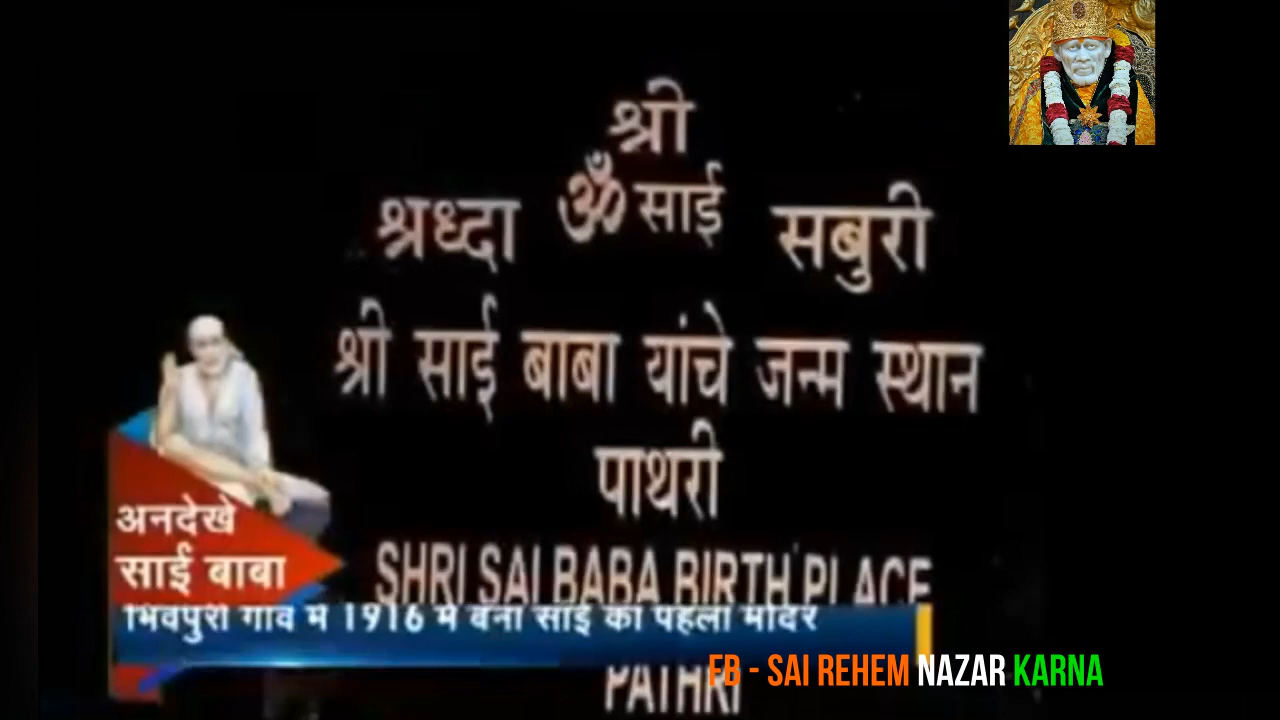 श्री
श्रध्दा ॐ साई सबुरी
श्री साई बाबा यांचे जन्म स्थान
पाथरी
SHRI SAI BABA BIRTH PLACE
PATHRI
अनदेखे
साई बाबा
भिवपुरी गांव में 1916 में बना साई का पहला मंदिर
FB - SAI REHEM NAZAR KARNA